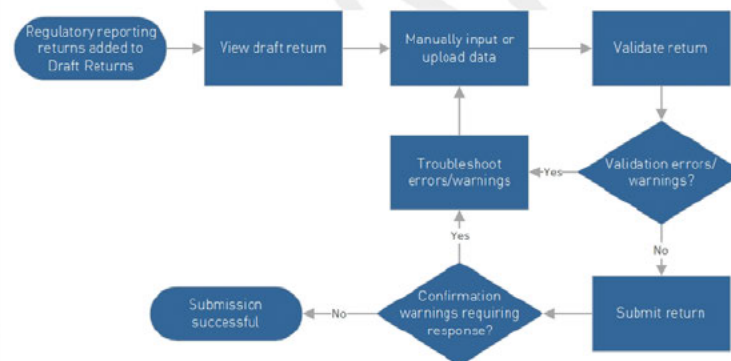 Regulatory reporting
returns added to
Draft Returns
View draft return
Manually input or
upload data
Validate return
Troubleshoot
errors/warnings
Yes
Validation errors/
warnings?
Yes
No
Submission
successful
No
Confirmation
warnings requiring
response?
Submit return